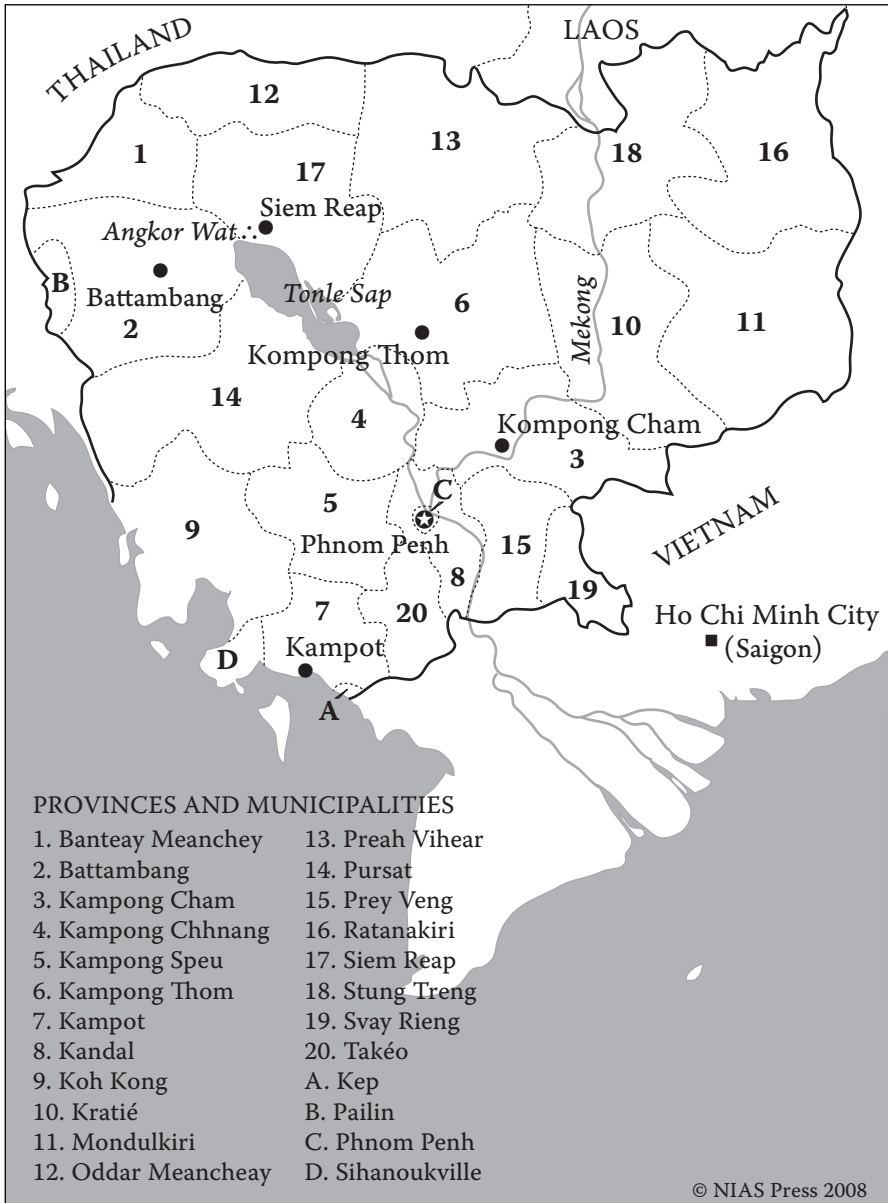 THAILAND
LAOS
12
13
1
17
18
16
Siem Reap
Angkor Wat
B
Battambang
2
Tonle Sap
6
Mekong
10
11
Kompong Thom
14
4
Kompong Cham
3
C
5
9
Phnom Penh
15
VIETNAM
8
19
7
20
Ho Chi Minh City
(Saigon)
Kampot
D
A
PROVINCES AND MUNICIPALITIES
1. Banteay Meanchey
2. Battambang
3. Kampong Cham
4. Kampong Chhnang
5. Kampong Speu
6. Kampong Thom
7. Kampot
8. Kandal
9. Koh Kong
10. Kratié
11. Mondulkiri
12. Oddar Meancheay
13. Preah Vihear
14. Pursat
15. Prey Veng
16. Ratanakiri
17. Siem Reap
18. Stung Treng
19. Svay Rieng
20. Takéo
A. Kep
B. Pailin
C. Phnom Penh
D. Sihanoukville
© NIAS Press 2008